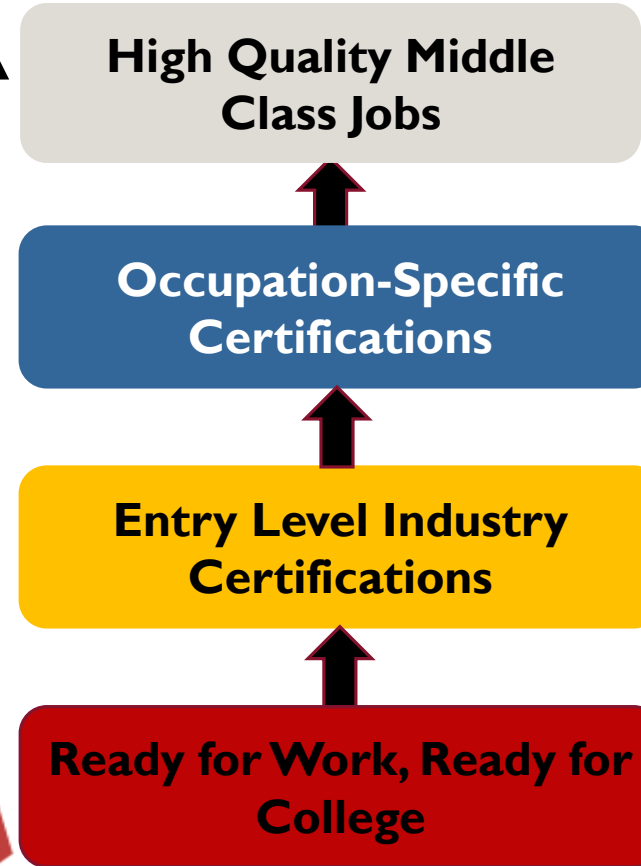 High Quality Middle
Class Jobs
Occupation-Specific
Certifications
Entry Level Industry
Certifications
Ready for Work, Ready for
College